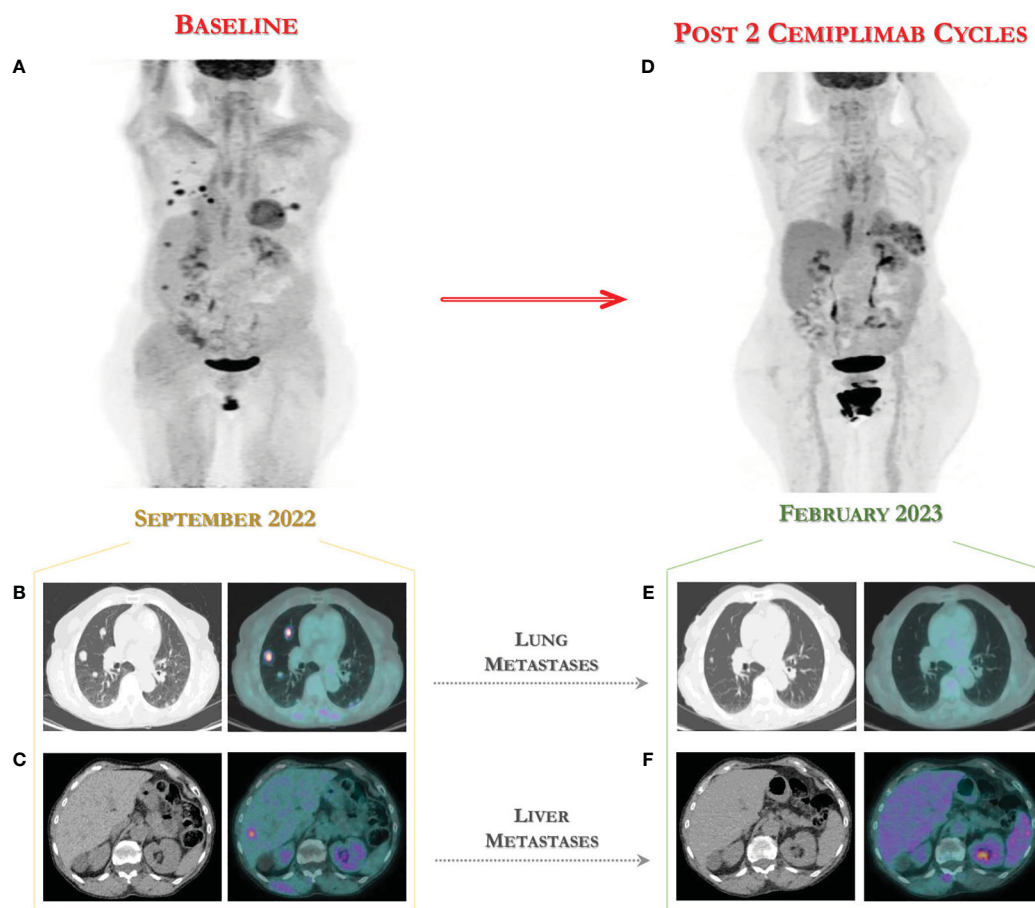 BASELINE
POST 2 CEMIPLIMAB CYCLES
A
D
SEPTEMBER 2022
FEBRUARY 2023
B
E
LUNG
METASTASES
C
F
LIVER
METASTASES